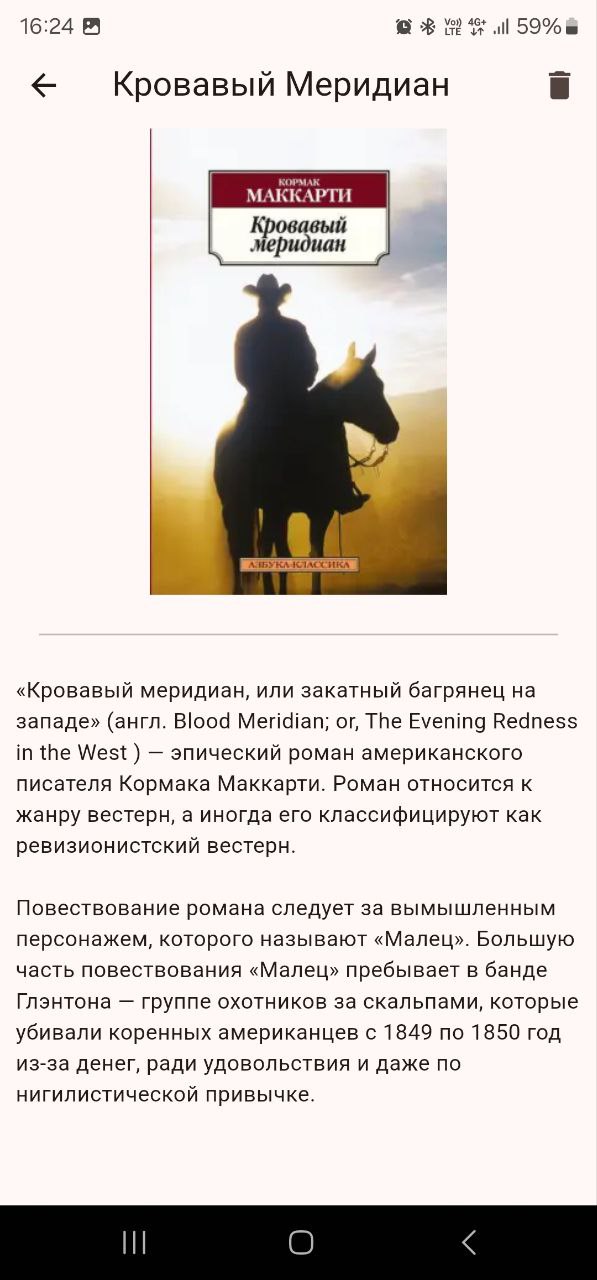 16:24
Vo)) LTE 4G+ 59%
Кровавый Меридиан
КОРМАК
МАККАРТИ
Кровавый
меридиан
АЗБУКА-КЛАССИКА
«Кровавый меридиан, или закатный багрянец на
западе» (англ. Blood Meridian; or, The Evening Redness
in the West ) — эпический роман американского
писателя Кормака Маккарти. Роман относится к
жанру вестерн, а иногда его классифицируют как
ревизионистский вестерн.
Повествование романа следует за вымышленным
персонажем, которого называют «Малец». Большую
часть повествования «Малец» пребывает в банде
Глэнтона — группе охотников за скальпами, которые
убивали коренных американцев с 1849 по 1850 год
из-за денег, ради удовольствия и даже по
нигилистической привычке.